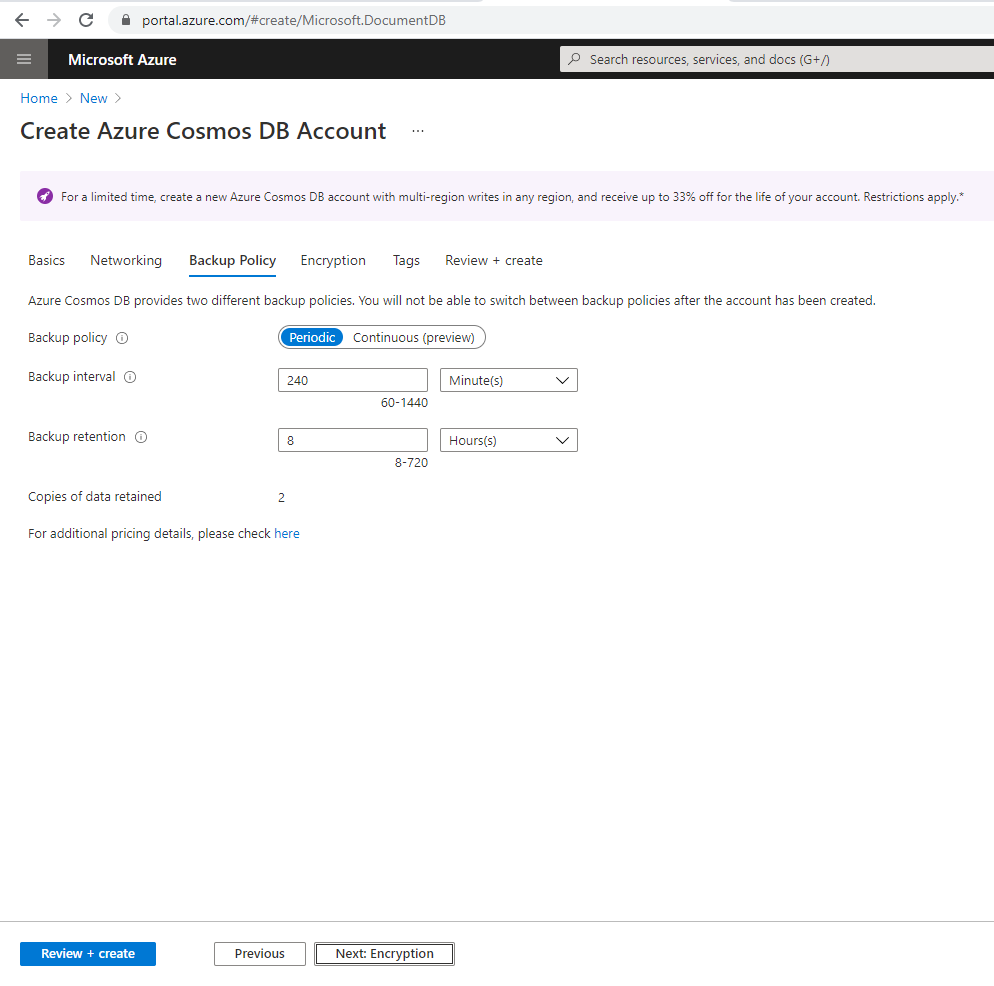 portal.azure.com/#create/Microsoft.DocumentDB
Microsoft Azure
Search resources, services, and docs (G+/)
Home > New >
Create Azure Cosmos DB Account ...
For a limited time, create a new Azure Cosmos DB account with multi-region writes in any region, and receive up to 33% off for the life of your account. Restrictions apply.*
Basics Networking Backup Policy Encryption Tags Review + create
Azure Cosmos DB provides two different backup policies. You will not be able to switch between backup policies after the account has been created.
Backup policy Periodic Continuous (preview)
Backup interval 240 Minute(s)
60-1440
Backup retention 8 Hours(s)
8-720
Copies of data retained 2
For additional pricing details, please check here
Review + create Previous Next: Encryption